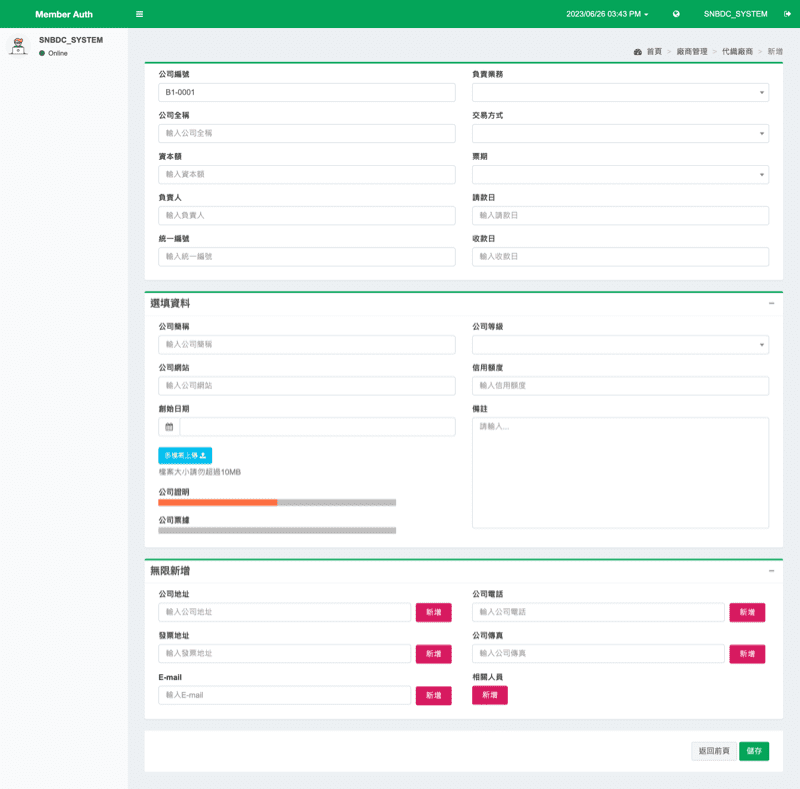 Member Auth
2023/06/26 03:43 PM
SNBDC_SYSTEM
SNBDC_SYSTEM
Online
首頁 > 廠商管理 > 代織廠商 > 新增
公司編號
B1-0001
負責業務
公司全稱
輸入公司全稱
交易方式
資本額
輸入資本額
票期
負責人
輸入負責人
請款日
輸入請款日
統一編號
輸入統一編號
收款日
輸入收款日
選填資料
公司簡稱
輸入公司簡稱
公司等級
公司網站
輸入公司網站
信用額度
輸入信用額度
創始日期
備註
請輸入...
多檔案上傳
檔案大小請勿超過10MB
公司證明
公司票據
無限新增
公司地址
輸入公司地址
新增
公司電話
輸入公司電話
新增
發票地址
輸入發票地址
新增
公司傳真
輸入公司傳真
新增
E-mail
輸入E-mail
新增
相關人員
新增
返回前頁
儲存